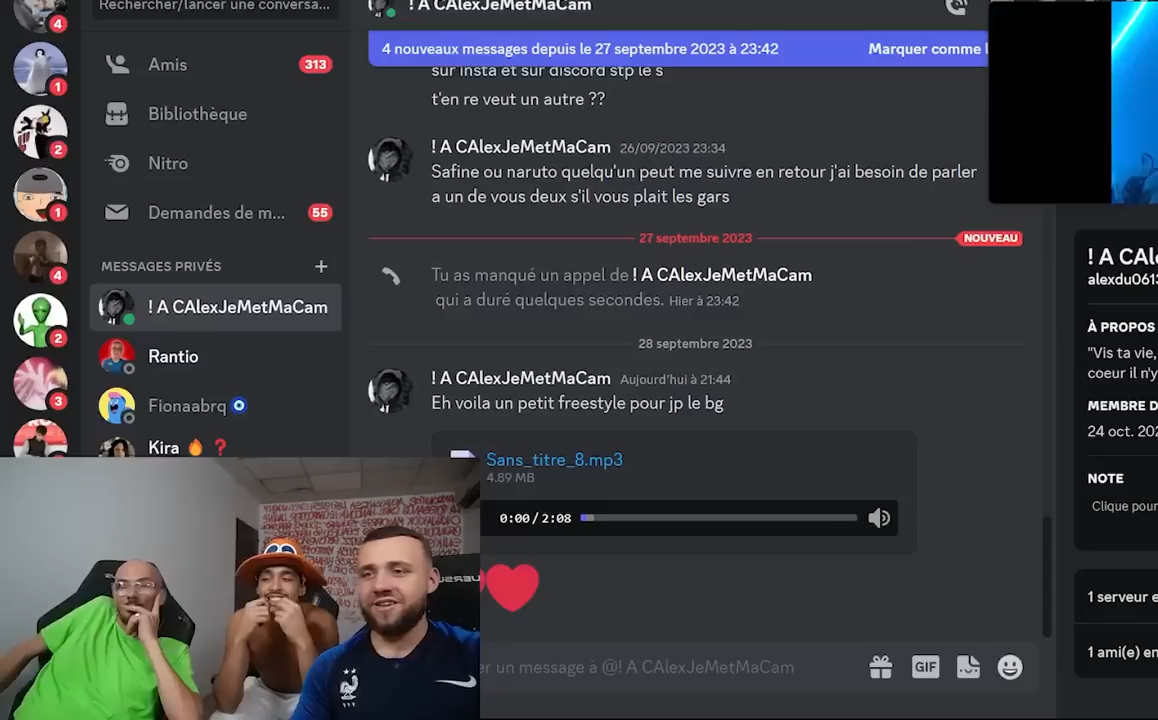 4
Rechercher/lancer une conversa...
! A CAlexJeMetMaCam
4 nouveaux messages depuis le 27 septembre 2023 à 23:42
Marquer comme l
Amis
313
1
sur insta et sur discord stp le s
t'en re veut un autre ??
Bibliothèque
2
! A CAlexJeMetMaCam 26/09/2023 23:34
Safine ou naruto quelqu'un peut me suivre en retour j'ai besoin de parler
a un de vous deux s'il vous plait les gars
Nitro
1
Demandes de m...
55
27 septembre 2023
NOUVEAU
4
MESSAGES PRIVÉS
Tu as manqué un appel de ! A CAlexJeMetMaCam
qui a duré quelques secondes. Hier à 23:42
! A CAlexJeMetMaCam
2
Rantio
28 septembre 2023
3
Fionaabrq
! A CAlexJeMetMaCam Aujourd'hui à 21:44
Eh voila un petit freestyle pour jp le bg
Kira
Sans_titre_8.mp3
4.89 MB
0:00 / 2:08
er un message à @! A CAlexJeMetMaCam
GIF
! A CAl
alexdu061
À PROPOS
"Vis ta vie,
coeur il n'y
MEMBRE D
24 oct. 202
NOTE
Clique pour
1 serveur e
1 ami(e) en